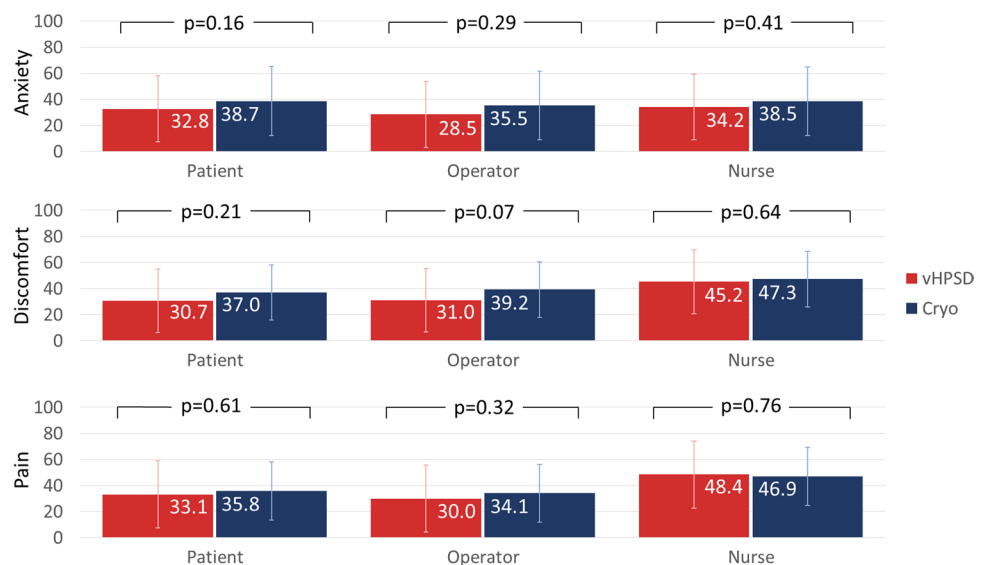 p=0.16 p=0.29 p=0.41
100
80
60
40
20
0
Anxiety
32.8 38.7 28.5 35.5 34.2 38.5
Patient Operator Nurse
p=0.21 p=0.07 p=0.64
100
80
60
40
20
0
Discomfort
30.7 37.0 31.0 39.2 45.2 47.3
Patient Operator Nurse
vHPSD
Cryo
p=0.61 p=0.32 p=0.76
100
80
60
40
20
0
Pain
33.1 35.8 30.0 34.1 48.4 46.9
Patient Operator Nurse